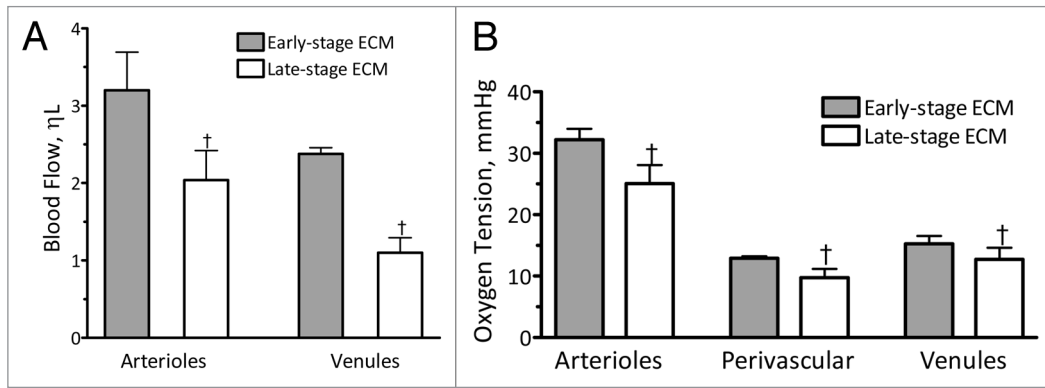 A
Early-stage ECM
Late-stage ECM
Blood Flow, ηL
4
3
2
1
0
†
†
Arterioles Venules
B
Early-stage ECM
Late-stage ECM
Oxygen Tension, mmHg
40
30
20
10
0
†
†
†
Arterioles Perivascular Venules